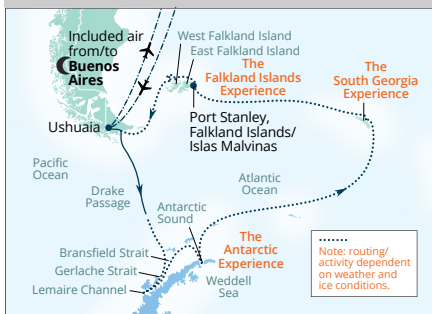 Included air
from/to
Buenos
Aires
West Falkland Island
East Falkland Island
The
Falkland Islands
Experience
The
South Georgia
Experience
Ushuaia
Port Stanley,
Falkland Islands/
Islas Malvinas
Pacific
Ocean
Drake
Passage
Atlantic
Ocean
Antarctic
Sound
The
Antarctic
Experience
Bransfield Strait
Gerlache Strait
Lemaire Channel
Weddell
Sea
Note: routing/
activity dependent
on weather and
ice conditions.